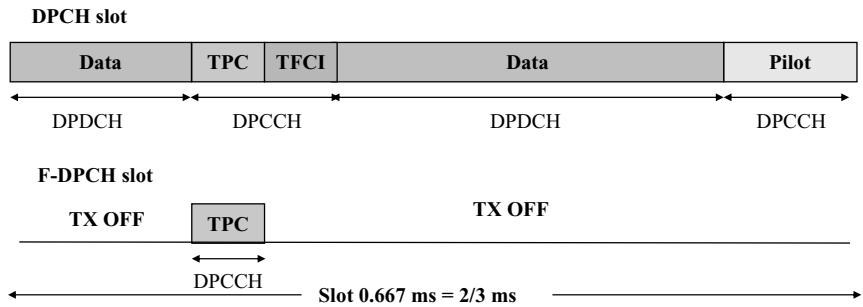 DPCH slot
Data TPC TFCI Data Pilot
DPDCH DPCCH DPDCH DPCCH
F-DPCH slot
TX OFF TPC TX OFF
DPCCH
Slot 0.667 ms = 2/3 ms